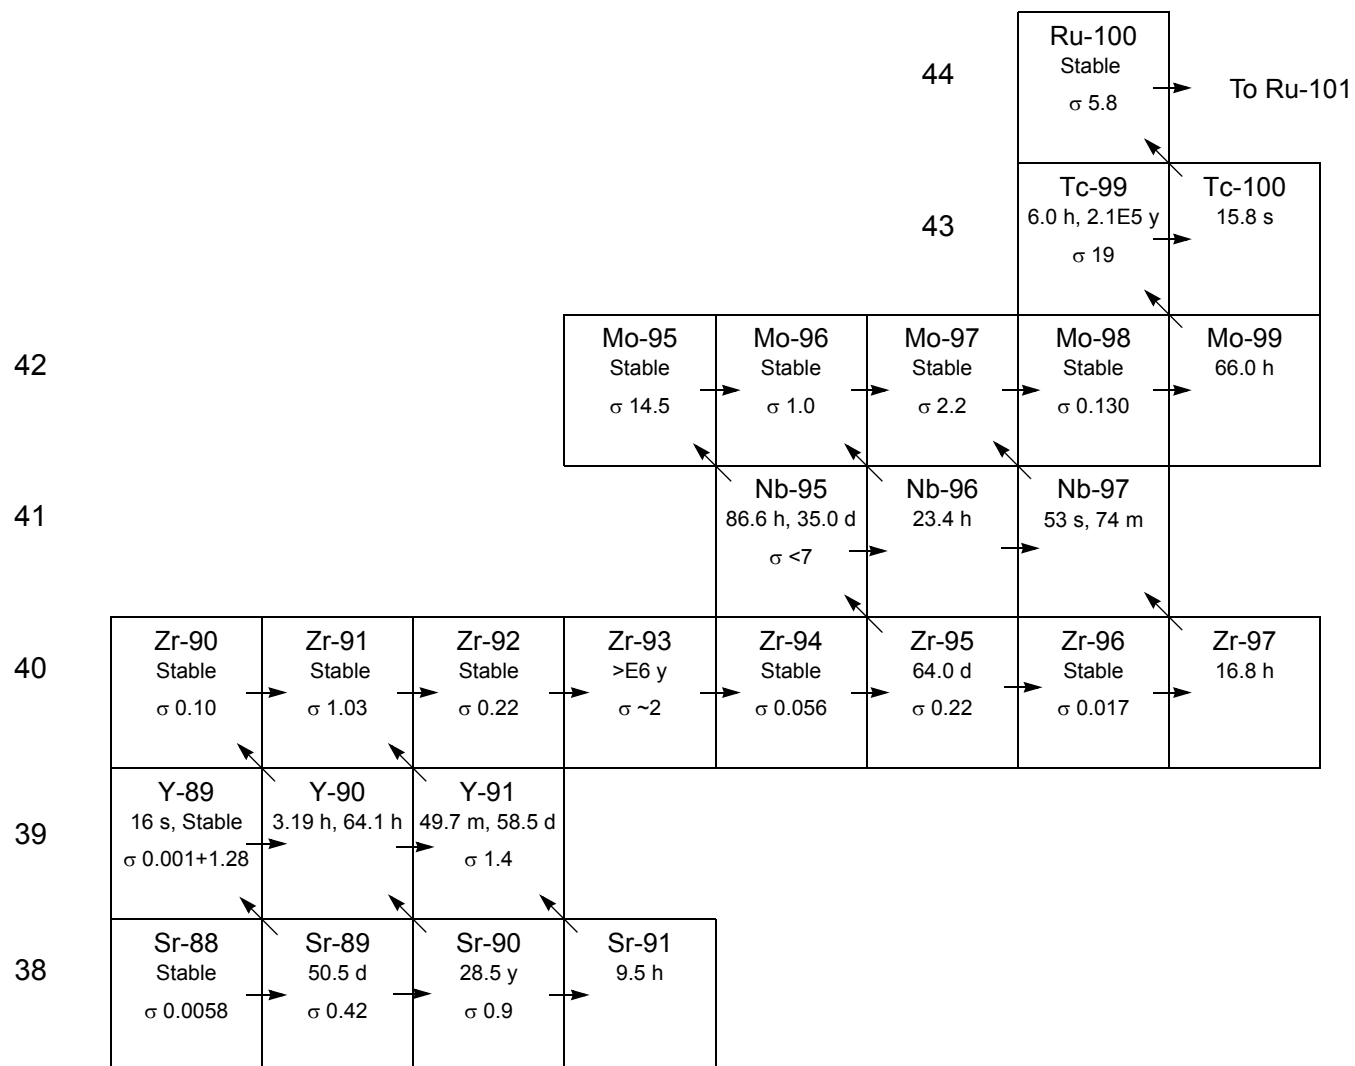 44
Ru-100
Stable
σ 5.8
To Ru-101
43
Tc-99
6.0 h, 2.1E5 y
σ 19
Tc-100
15.8 s
42
Mo-95
Stable
σ 14.5
Mo-96
Stable
σ 1.0
Mo-97
Stable
σ 2.2
Mo-98
Stable
σ 0.130
Mo-99
66.0 h
41
Nb-95
86.6 h, 35.0 d
σ <7
Nb-96
23.4 h
Nb-97
53 s, 74 m
40
Zr-90
Stable
σ 0.10
Zr-91
Stable
σ 1.03
Zr-92
Stable
σ 0.22
Zr-93
>E6 y
σ ~2
Zr-94
Stable
σ 0.056
Zr-95
64.0 d
σ 0.22
Zr-96
Stable
σ 0.017
Zr-97
16.8 h
39
Y-89
16 s, Stable
σ 0.001+1.28
Y-90
3.19 h, 64.1 h
Y-91
49.7 m, 58.5 d
σ 1.4
38
Sr-88
Stable
σ 0.0058
Sr-89
50.5 d
σ 0.42
Sr-90
28.5 y
σ 0.9
Sr-91
9.5 h